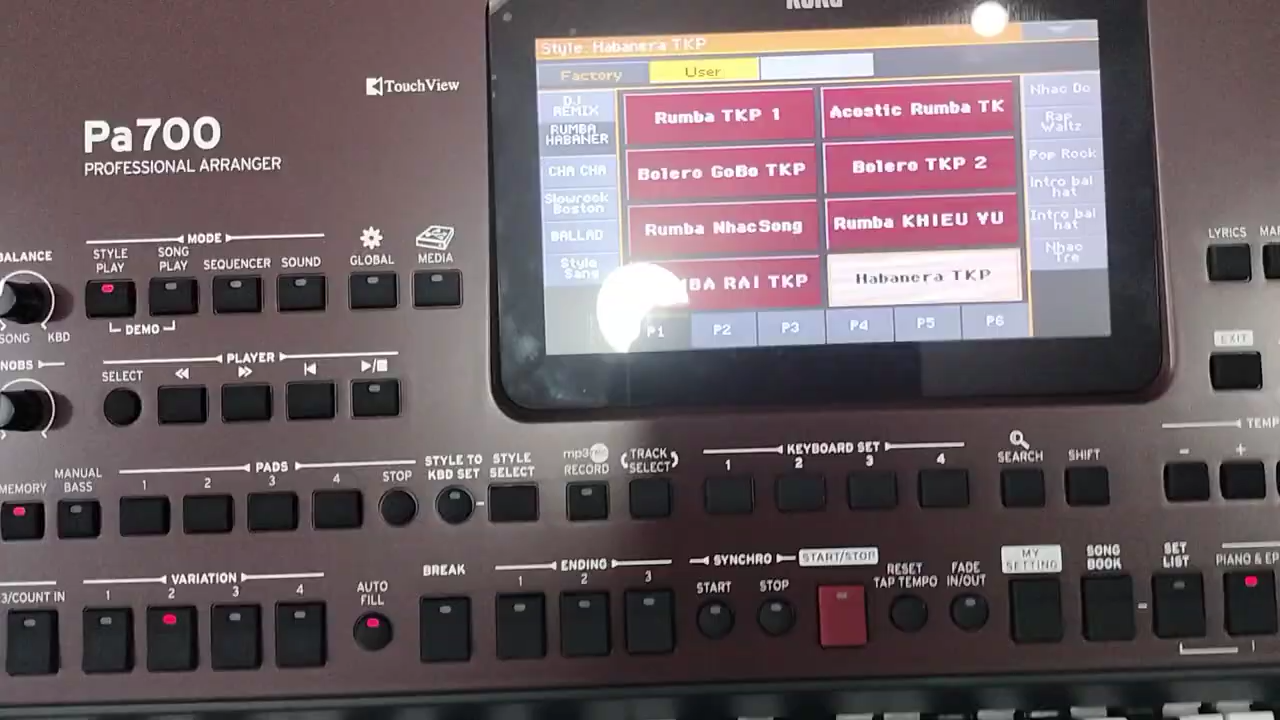 KORG
Style: Habanera TKP
Factory
User
TouchView
Pa700
PROFESSIONAL ARRANGER
DJ
REMIX
RUMBA
HABANER
CHA CHA
Slowrock
Boston
BALLAD
Style
Sang
Rumba TKP 1
Acostic Rumba TK
Bolero GoBo TKP
Bolero TKP 2
Rumba NhacSong
Rumba KHIEU VU
BA RAI TKP
Habanera TKP
Nhac Do
Rap
Waltz
Pop Rock
Intro bal
hat
Intro bal
hat
Nhac
Tre
P1
P2
P3
P4
P5
P6
BALANCE
SONG
KBD
MODE
STYLE
PLAY
SONG
PLAY
SEQUENCER
SOUND
GLOBAL
MEDIA
DEMO
LYRICS
EXIT
PLAYER
SELECT
MEMORY
MANUAL
BASS
PADS
1
2
3
4
STOP
STYLE TO
KBD SET
STYLE
SELECT
mp3
RECORD
TRACK
SELECT
KEYBOARD SET
1
2
3
4
SEARCH
SHIFT
TEMP
-
+
3/COUNT IN
VARIATION
1
2
3
4
AUTO
FILL
BREAK
ENDING
1
2
3
SYNCHRO
START
STOP
START/STOP
RESET
TAP TEMPO
FADE
IN/OUT
MY
SETTING
SONG
BOOK
SET
LIST
PIANO & EP
1